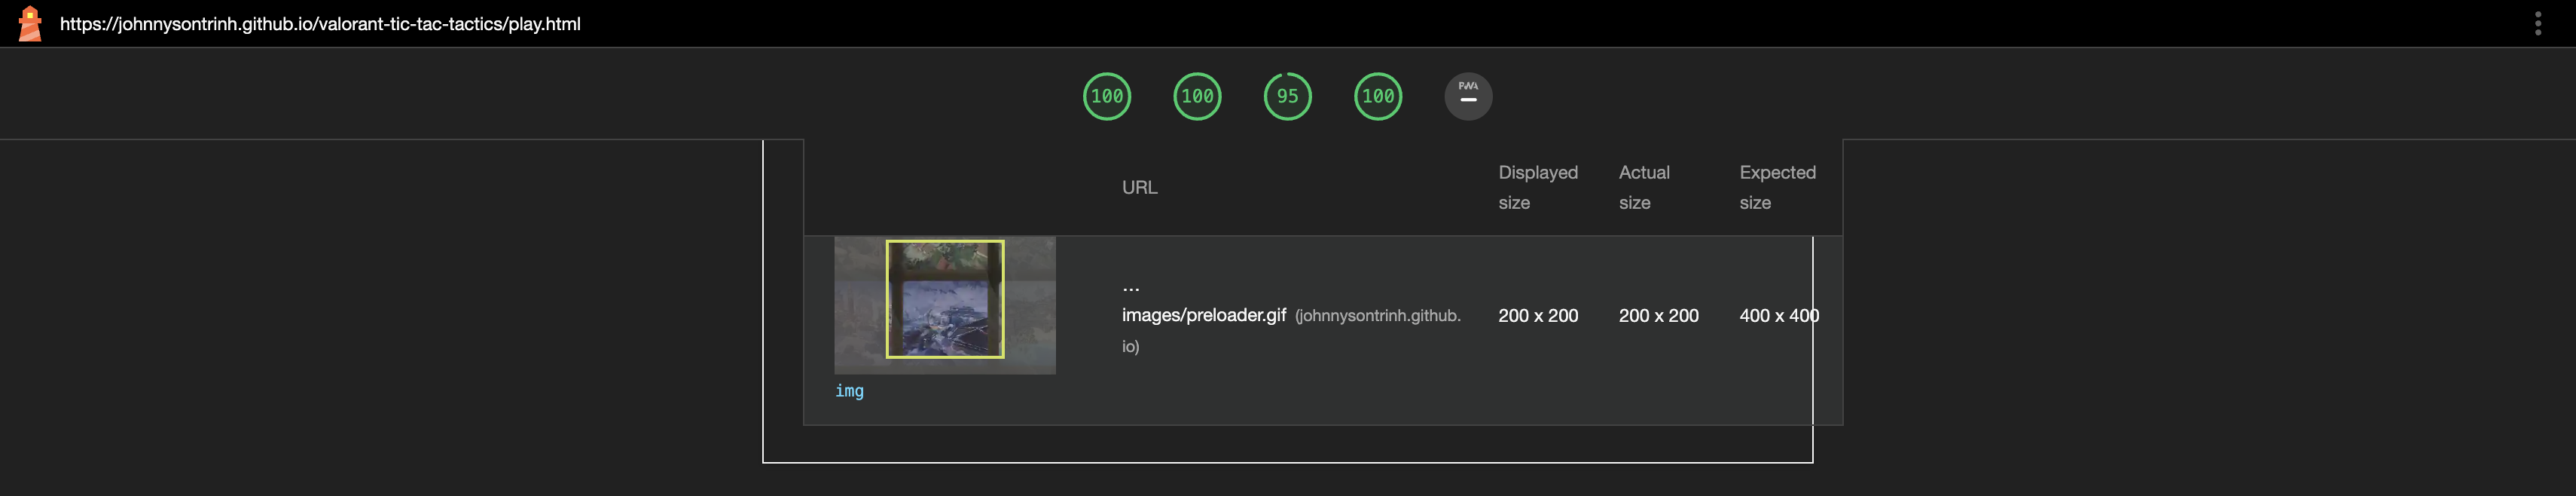 https://johnnysontrinh.github.io/valorant-tic-tac-tactics/play.html
100 100 95 100 PWA
URL Displayed size Actual size Expected size
...
images/preloader.gif (johnnysontrinh.github. 200 x 200 200 x 200 400 x 400
io)
img